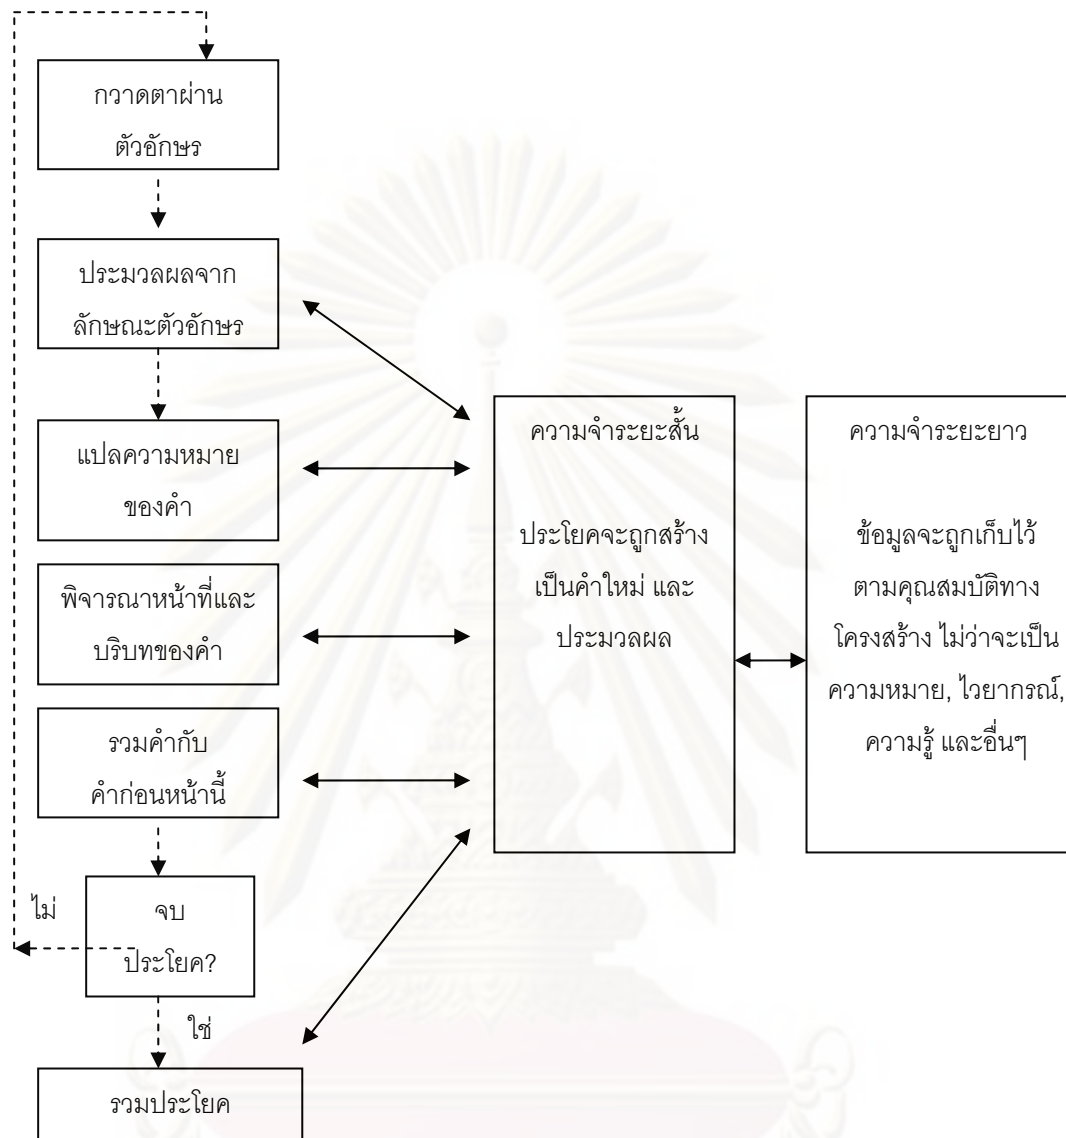 กวาดตาผ่าน
ตัวอักษร
ประมวลผลจาก
ลักษณะตัวอักษร
แปลความหมาย
ของคำ
พิจารณาหน้าที่และ
บริบทของคำ
รวมคำกับ
คำก่อนหน้านี้
ไม่
จบ
ประโยค?
ใช่
รวมประโยค
ความจำระยะสั้น
ประโยคจะถูกสร้าง
เป็นคำใหม่ และ
ประมวลผล
ความจำระยะยาว
ข้อมูลจะถูกเก็บไว้
ตามคุณสมบัติทาง
โครงสร้าง ไม่ว่าจะเป็น
ความหมาย, ไวยากรณ์,
ความรู้ และอื่นๆ